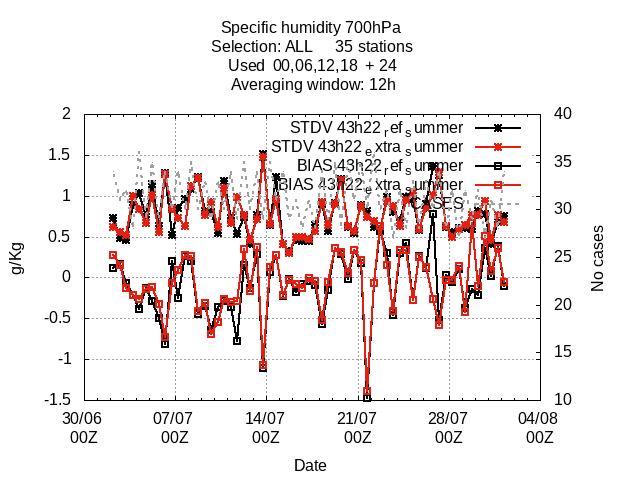 Specific humidity 700hPa
Selection: ALL 35 stations
Used 00,06,12,18 + 24
Averaging window: 12h
STDV 43h22_ref_summer
STDV 43h22_extra_summer
BIAS 43h22_ref_summer
BIAS 43h22_extra_summer
CASES
g/Kg
2
1.5
1
0.5
0
-0.5
-1
-1.5
No cases
40
35
30
25
20
15
10
30/06 07/07 14/07 21/07 28/07 04/08
00Z 00Z 00Z 00Z 00Z 00Z
Date